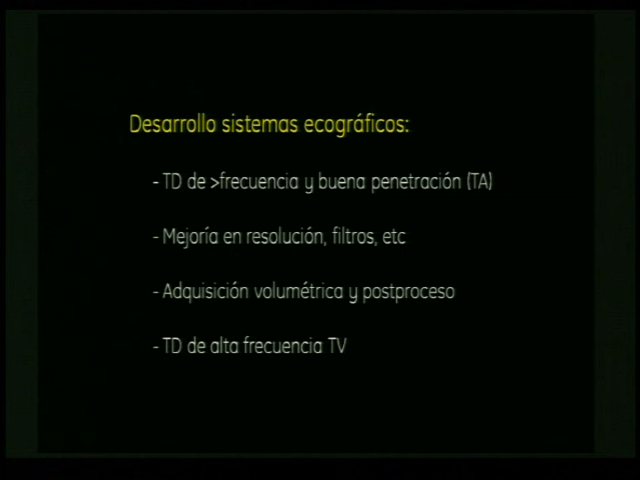 Desarrollo sistemas ecográficos:
- TD de >frecuencia y buena penetración (TA)
- Mejoría en resolución, filtros, etc
- Adquisición volumétrica y postproceso
- TD de alta frecuencia TV